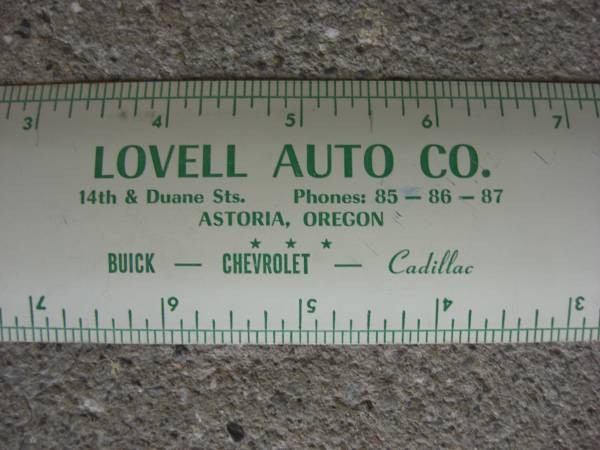 3 4 5 6 7
LOVELL AUTO CO.
14th & Duane Sts. Phones: 85 — 86 — 87
ASTORIA, OREGON
★ ★ ★
BUICK — CHEVROLET — Cadillac
7 6 5 4 3